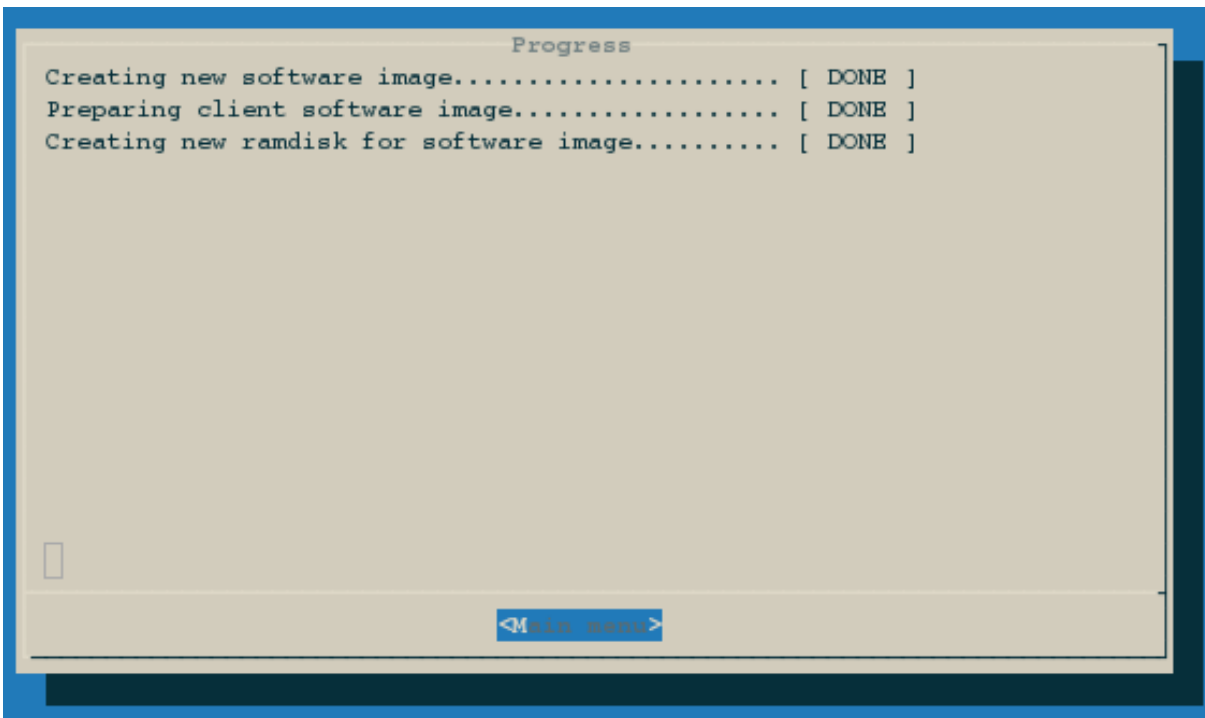 Progress
Creating new software image...................... [ DONE ]
Preparing client software image.................. [ DONE ]
Creating new ramdisk for software image.......... [ DONE ]
<Main menu>